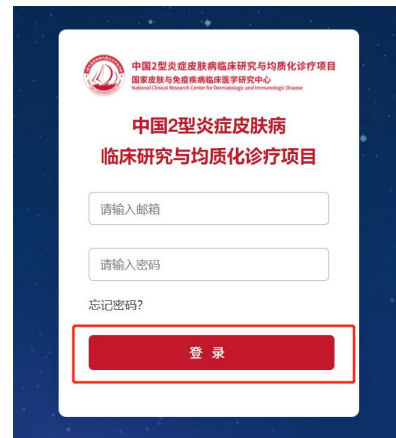 中国2型炎症皮肤病临床研究与均质化诊疗项目
国家皮肤与免疫疾病临床医学研究中心
National Clinical Research Center for Dermatologic and Immunologic Disease
中国2型炎症皮肤病
临床研究与均质化诊疗项目
请输入邮箱
请输入密码
忘记密码?
登 录